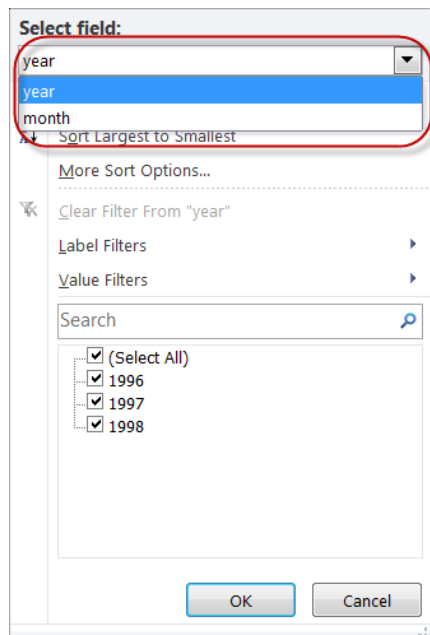 Select field:
year
year
month
Sort Largest to Smallest
More Sort Options...
Clear Filter From "year"
Label Filters
Value Filters
Search
(Select All)
1996
1997
1998
OK Cancel